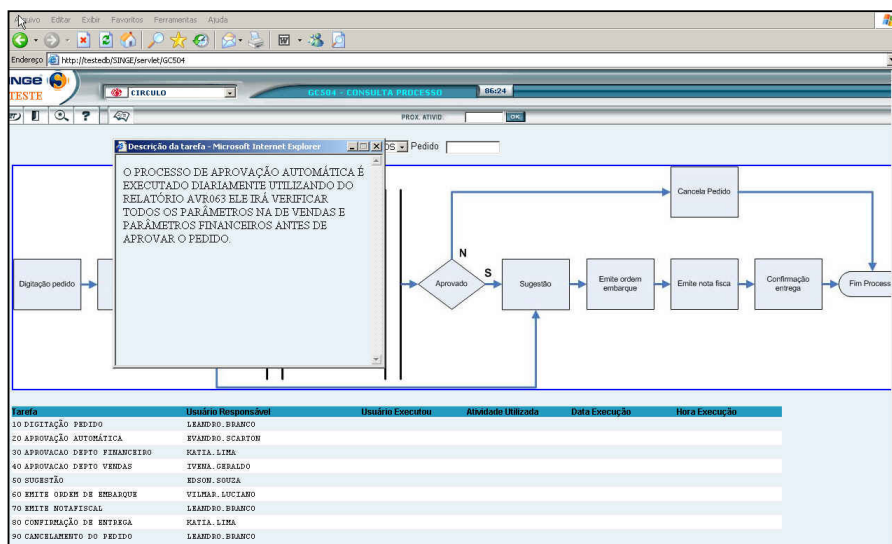 Editar Exibir Favoritos Ferramentas Ajuda
Endereço http://testedb/SINGE/servlet/GC504
NGe
TESTE
CIRCULO
GC504 - CONSULTA PROCESSO
86:24
PROX. ATIVID:
OK
Descrição da tarefa - Microsoft Internet Explorer
OS Pedido
O PROCESSO DE APROVAÇÃO AUTOMÁTICA É
EXECUTADO DIARIAMENTE UTILIZANDO DO
RELATÓRIO AVR063 ELE IRÁ VERIFICAR
TODOS OS PARÂMETROS NA DE VENDAS E
PARÂMETROS FINANCEIROS ANTES DE
APROVAR O PEDIDO.
Cancela Pedido
N
S
Digitação pedido
Aprovado
Sugestão
Emite ordem
embarque
Emite nota fisca
Confirmação
entrega
Fim Process
Tarefa Usuário Responsável Usuário Executou Atividade Utilizada Data Execução Hora Execução
10 DIGITAÇÃO PEDIDO LEANDRO.BRANCO
20 APROVAÇÃO AUTOMÁTICA EVANDRO.SCARTON
30 APROVACAO DEPTO FINANCEIRO KATIA.LIMA
40 APROVACAO DEPTO VENDAS IVENA.GERALDO
50 SUGESTÃO EDSON.SOUZA
60 EMITE ORDEM DE EMBARQUE VILMAR.LUCIANO
70 EMITE NOTAFISCAL LEANDRO.BRANCO
80 CONFIRMAÇÃO DE ENTREGA KATIA.LIMA
90 CANCELAMENTO DO PEDIDO LEANDRO.BRANCO